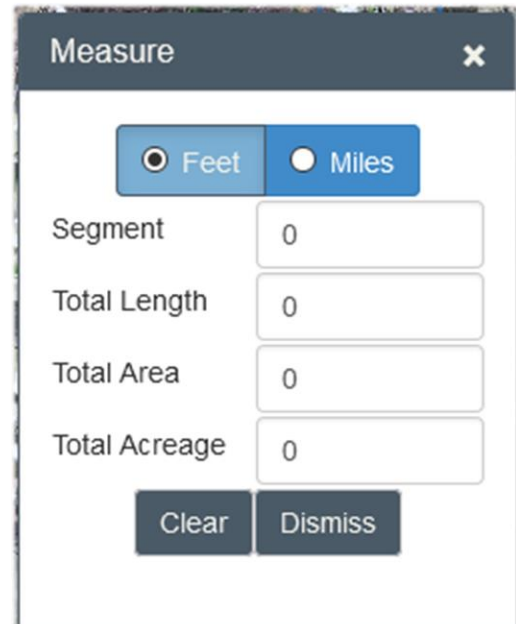 Measure ×
Feet Miles
Segment 0
Total Length 0
Total Area 0
Total Acreage 0
Clear Dismiss